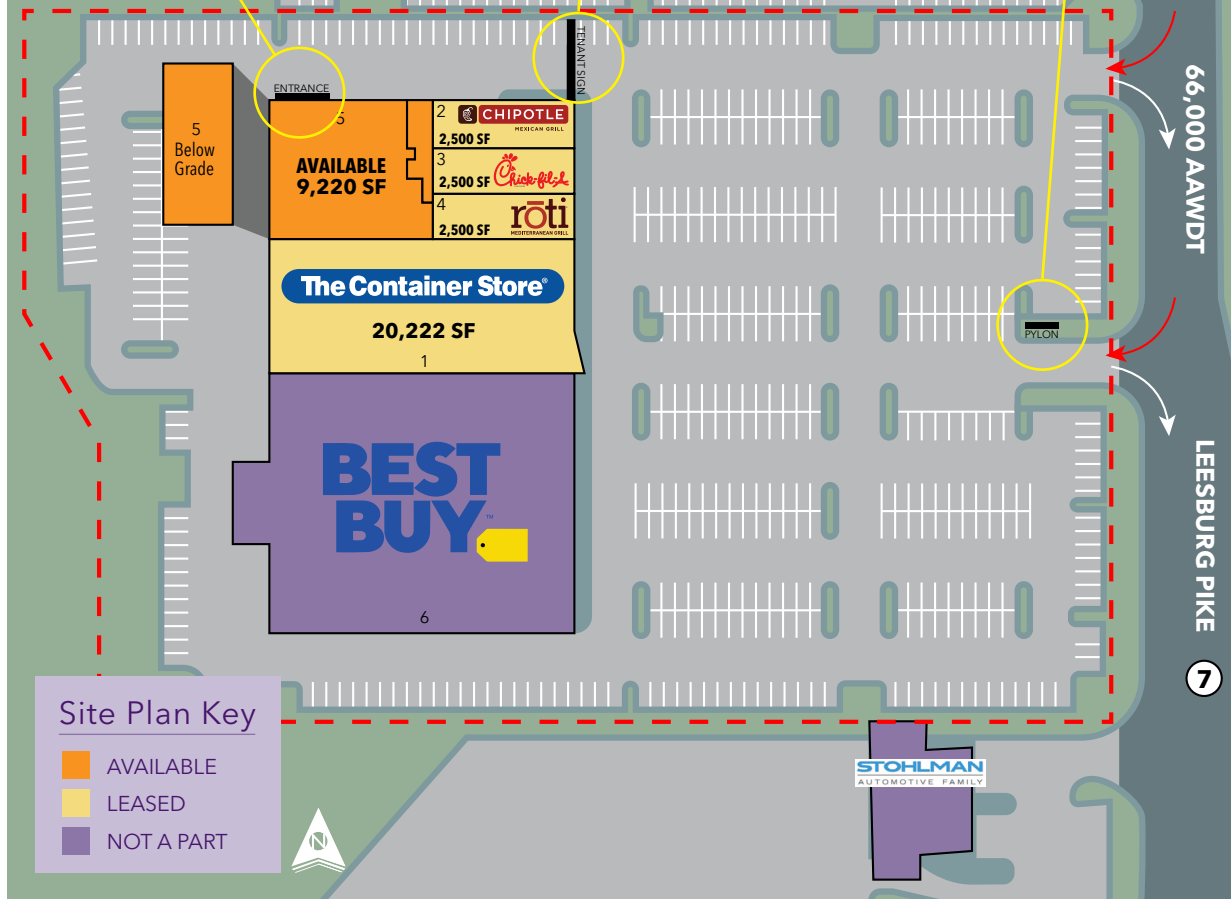 ENTRANCE
TENANT SIGN
5
Below
Grade
5
AVAILABLE
9,220 SF
2
CHIPOTLE
MEXICAN GRILL
2,500 SF
3
Chick-fil-A
2,500 SF
4
rōti
MEDITERRANEAN GRILL
2,500 SF
The Container Store®
20,222 SF
1
BEST
BUY™
6
PYLON
66,000 AAWDT
LEESBURG PIKE
7
Site Plan Key
AVAILABLE
LEASED
NOT A PART
N
STOHLMAN
AUTOMOTIVE FAMILY